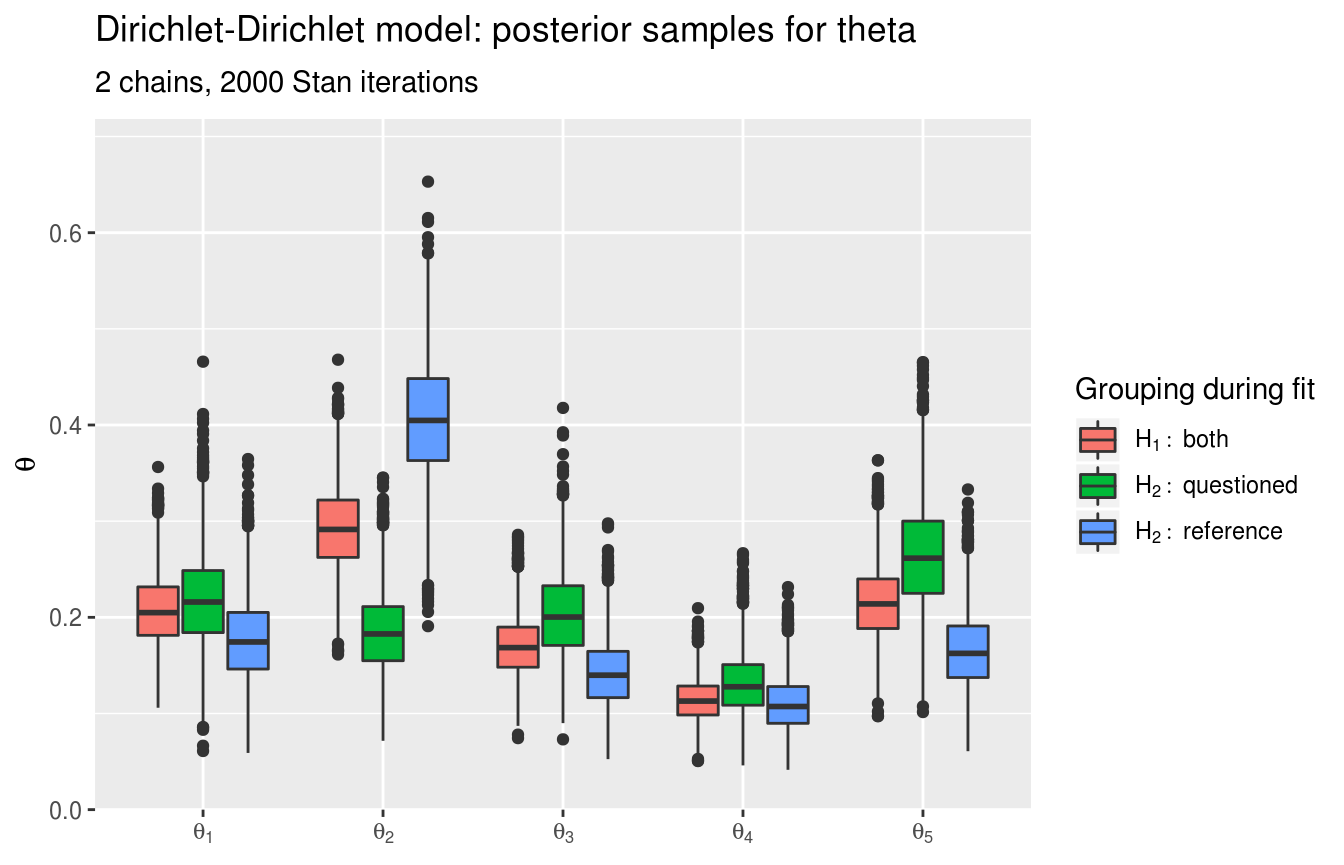 Dirichlet-Dirichlet model: posterior samples for theta
2 chains, 2000 Stan iterations
0.6
0.4
0.2
0.0
θ
θ₁ θ₂ θ₃ θ₄ θ₅
Grouping during fit
H₁: both
H₂: questioned
H₂: reference